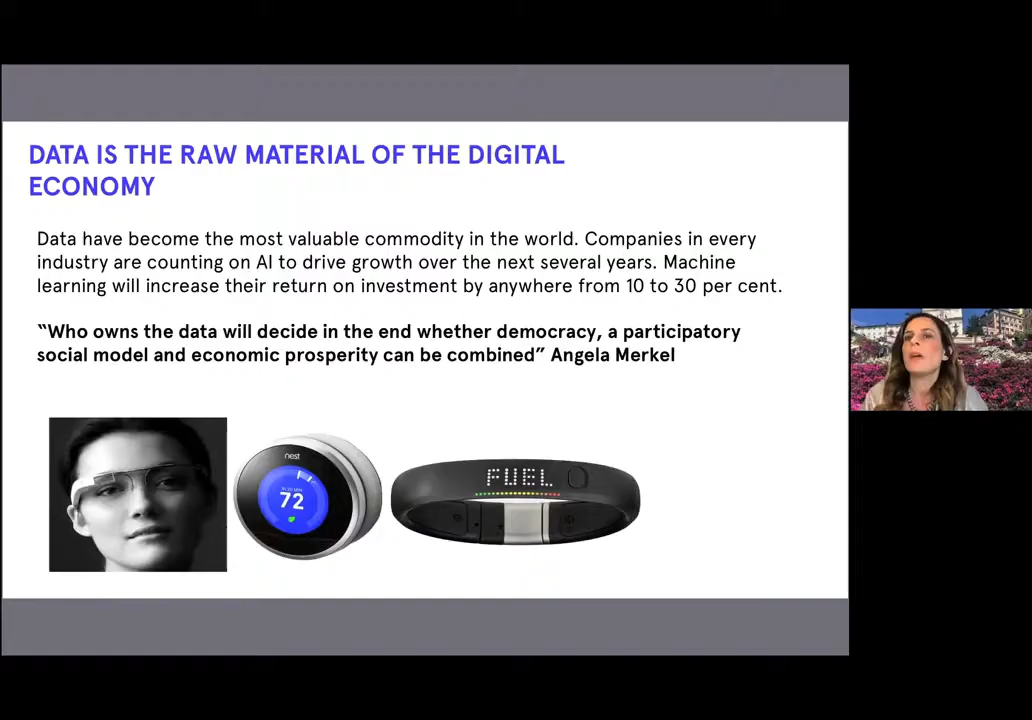 DATA IS THE RAW MATERIAL OF THE DIGITAL
ECONOMY
Data have become the most valuable commodity in the world. Companies in every
industry are counting on AI to drive growth over the next several years. Machine
learning will increase their return on investment by anywhere from 10 to 30 per cent.
“Who owns the data will decide in the end whether democracy, a participatory
social model and economic prosperity can be combined” Angela Merkel
nest
72
FUEL